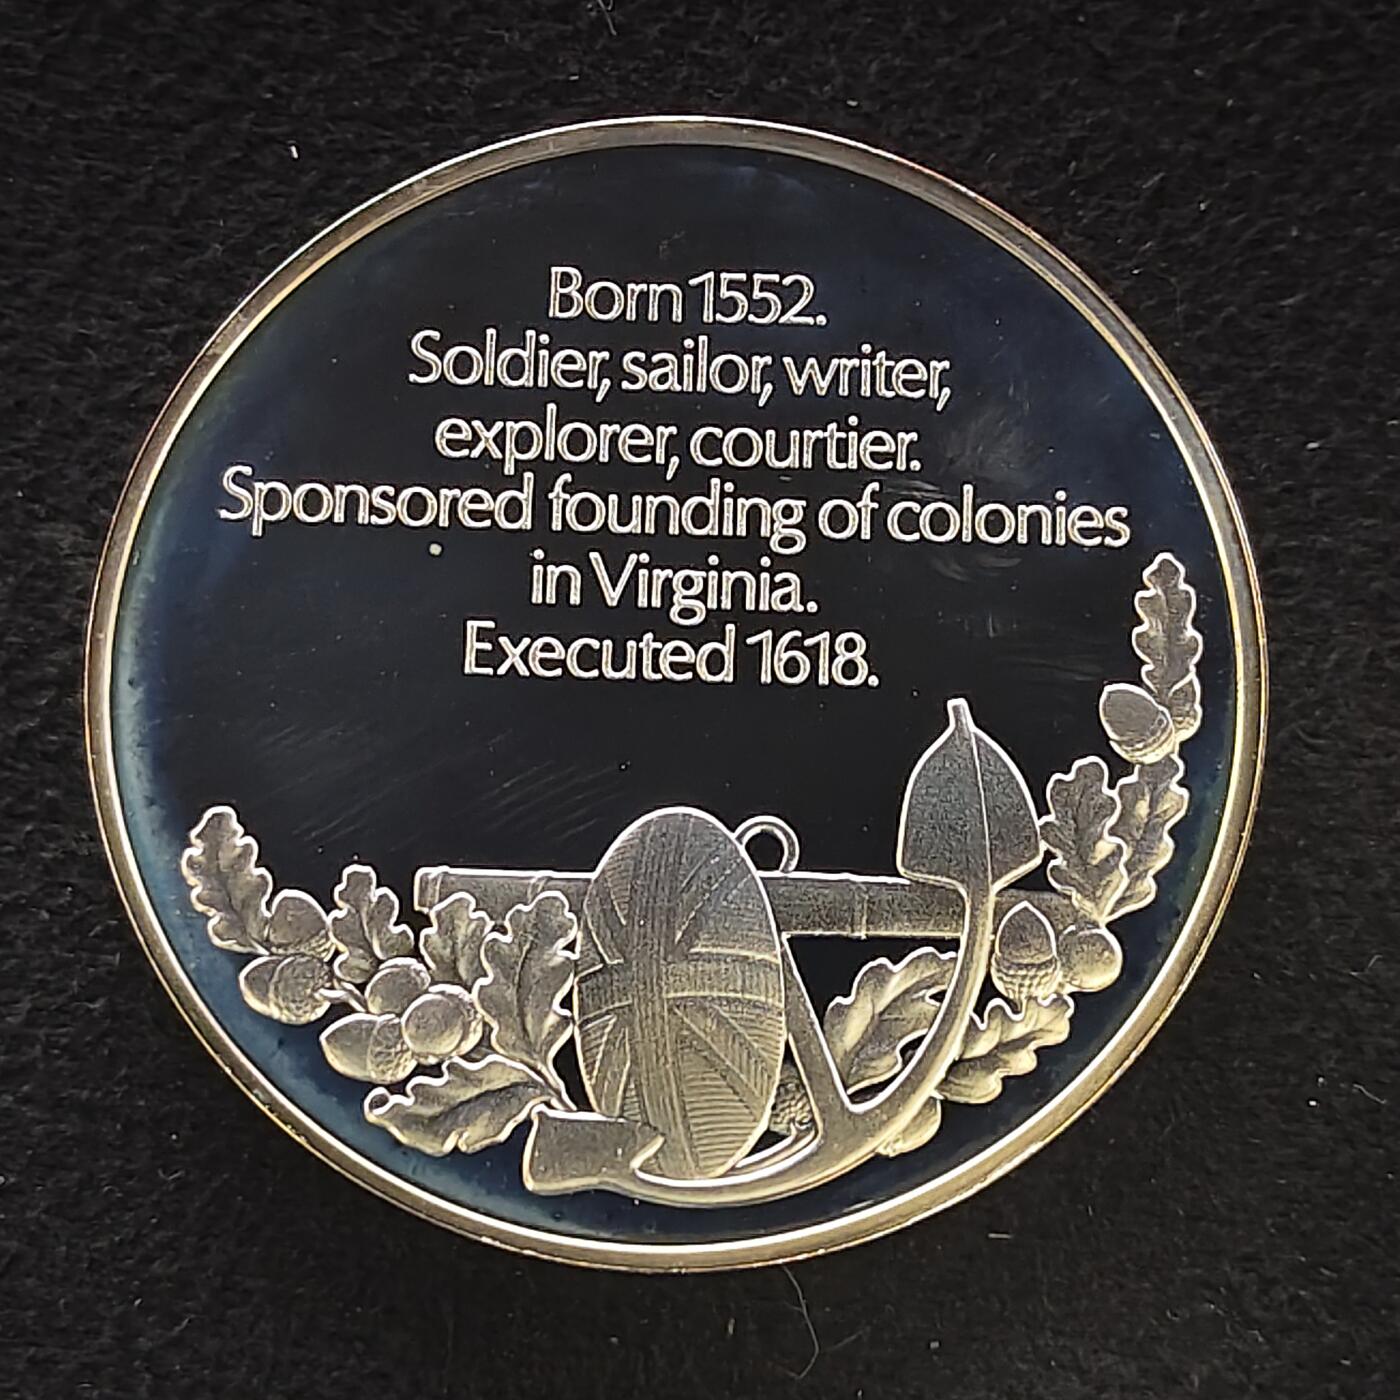 Born 1552.
Soldier, sailor, writer,
explorer, courtier.
Sponsored founding of colonies
in Virginia.
Executed 1618.